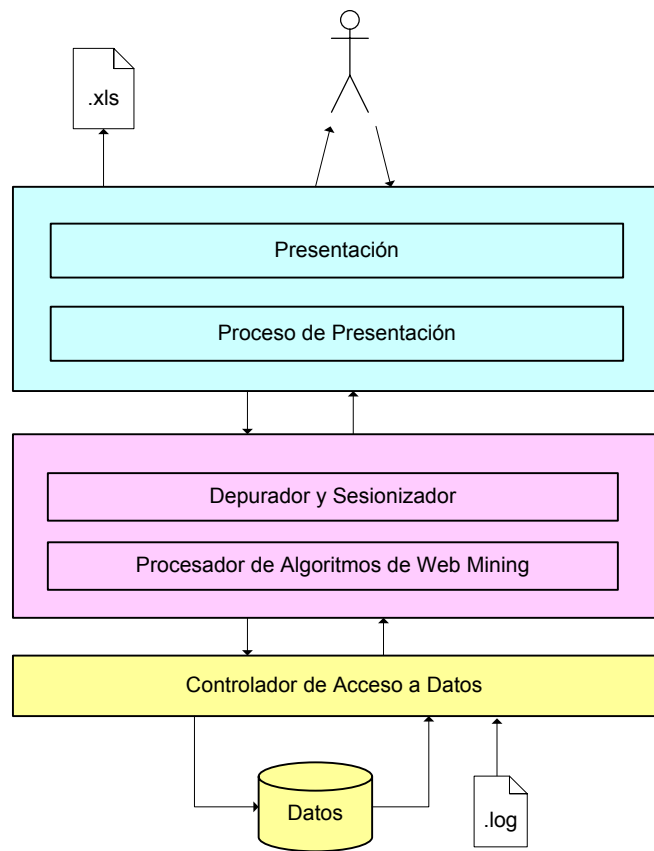 .xls
Presentación
Proceso de Presentación
Depurador y Sesionizador
Procesador de Algoritmos de Web Mining
Controlador de Acceso a Datos
Datos
.log